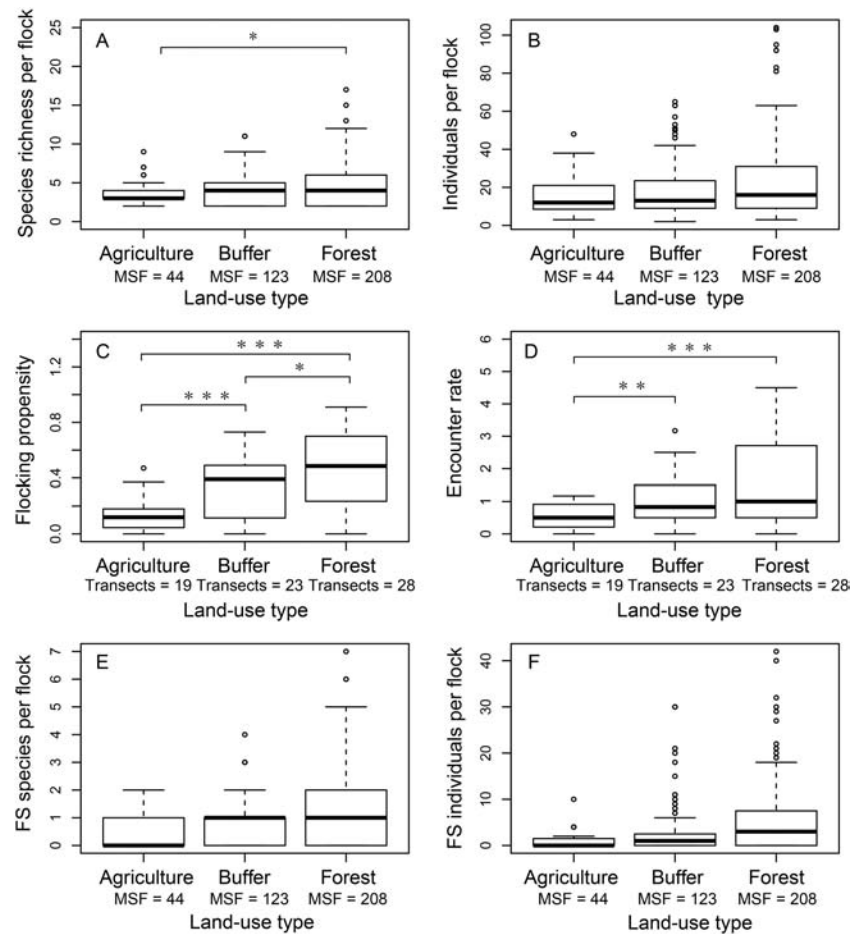 A
Species richness per flock
25
20
15
10
5
0
*
Agriculture Buffer Forest
MSF = 44 MSF = 123 MSF = 208
Land-use type
B
Individuals per flock
100
80
60
40
20
0
Agriculture Buffer Forest
MSF = 44 MSF = 123 MSF = 208
Land-use type
C
Flocking propensity
1.2
0.8
0.4
0.0
* * *
* * *
*
Agriculture Buffer Forest
Transects = 19 Transects = 23 Transects = 28
Land-use type
D
Encounter rate
6
5
4
3
2
1
0
* * *
* *
Agriculture Buffer Forest
Transects = 19 Transects = 23 Transects = 28
Land-use type
E
FS species per flock
7
6
5
4
3
2
1
0
Agriculture Buffer Forest
MSF = 44 MSF = 123 MSF = 208
Land-use type
F
FS individuals per flock
40
30
20
10
0
Agriculture Buffer Forest
MSF = 44 MSF = 123 MSF = 208
Land-use type